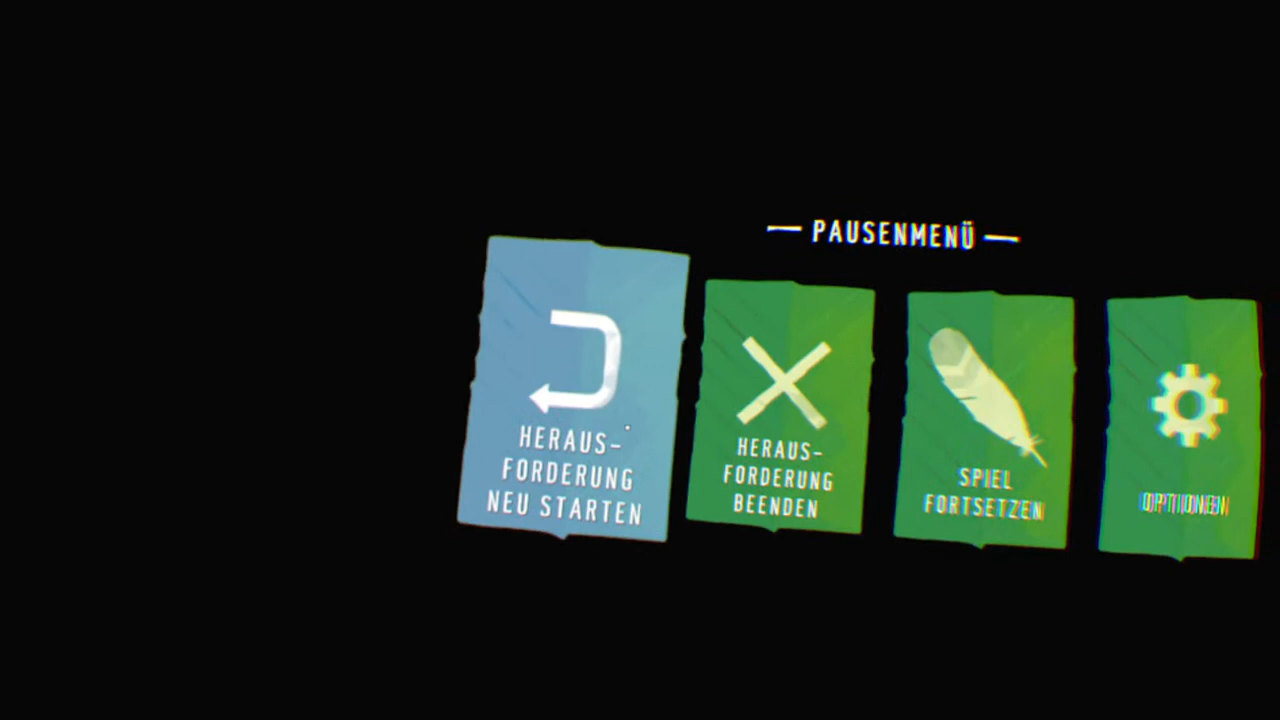 PAUSENMENÜ
HERAUS-
FORDERUNG
NEU STARTEN
HERAUS-
FORDERUNG
BEENDEN
SPIEL
FORTSETZEN
OPTIONEN